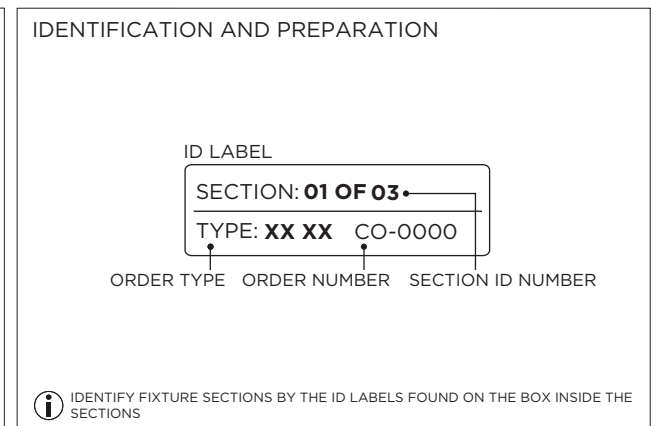 IDENTIFICATION AND PREPARATION
ID LABEL
SECTION: 01 OF 03
TYPE: XX XX CO-0000
ORDER TYPE ORDER NUMBER SECTION ID NUMBER
IDENTIFY FIXTURE SECTIONS BY THE ID LABELS FOUND ON THE BOX INSIDE THE
SECTIONS